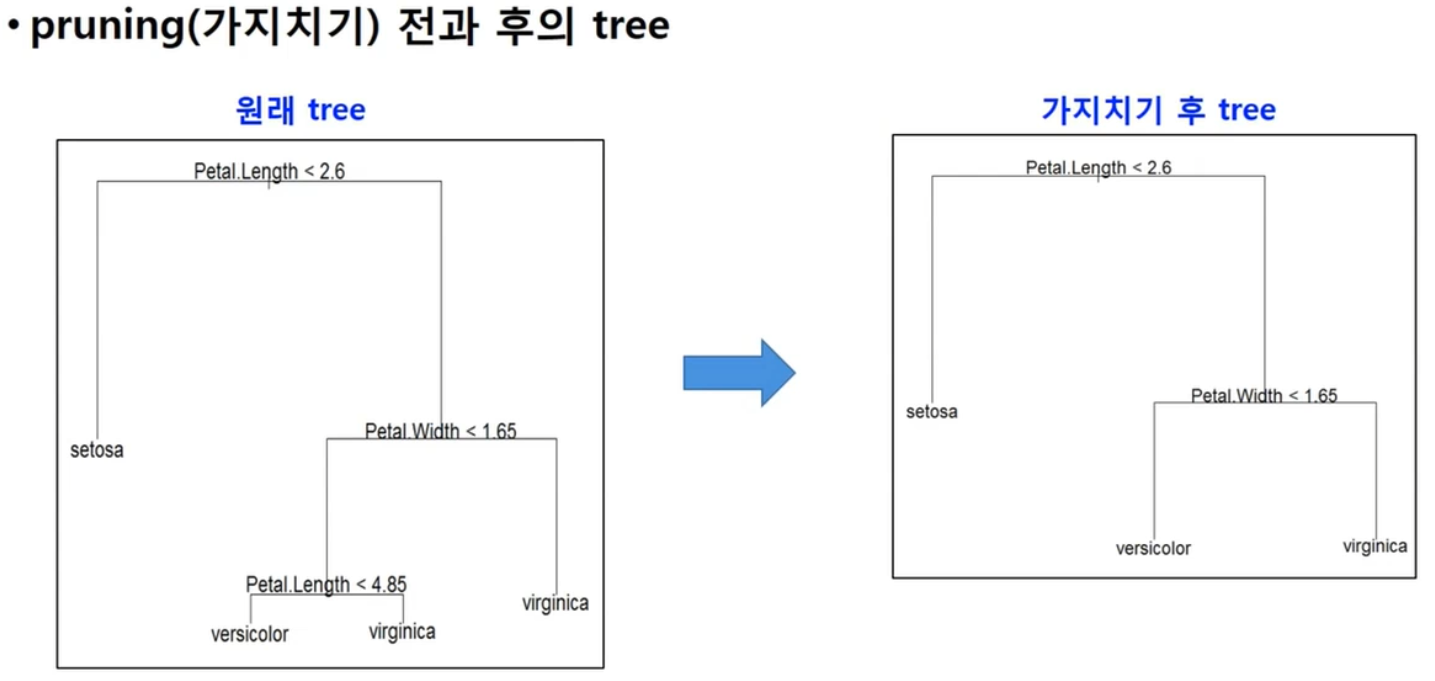 • pruning(가지치기) 전과 후의 tree
원래 tree
Petal.Length < 2.6
setosa
Petal.Width < 1.65
Petal.Length < 4.85
versicolor
virginica
virginica
가지치기 후 tree
Petal.Length < 2.6
setosa
Petal.Width < 1.65
versicolor
virginica